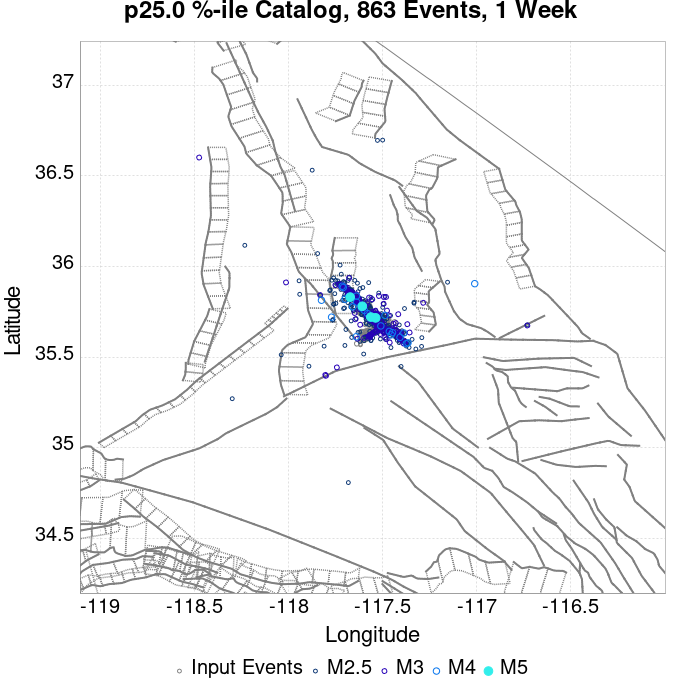 p25.0 %-ile Catalog, 863 Events, 1 Week
37
36.5
36
35.5
35
34.5
Latitude
-119 -118.5 -118 -117.5 -117 -116.5
Longitude
Input Events M2.5 M3 M4 M5